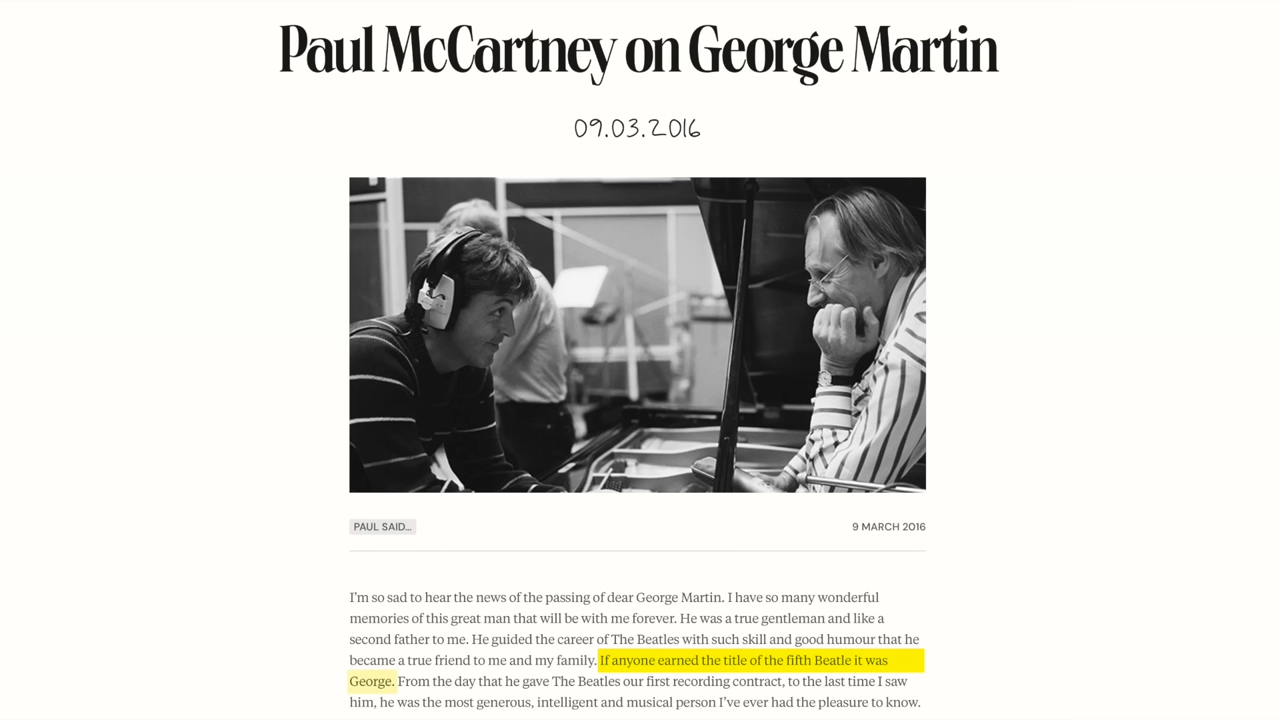 Paul McCartney on George Martin
09.03.2016
PAUL SAID...
9 MARCH 2016
I'm so sad to hear the news of the passing of dear George Martin. I have so many wonderful
memories of this great man that will be with me forever. He was a true gentleman and like a
second father to me. He guided the career of The Beatles with such skill and good humour that he
became a true friend to me and my family. If anyone earned the title of the fifth Beatle it was
George. From the day that he gave The Beatles our first recording contract, to the last time I saw
him, he was the most generous, intelligent and musical person I've ever had the pleasure to know.